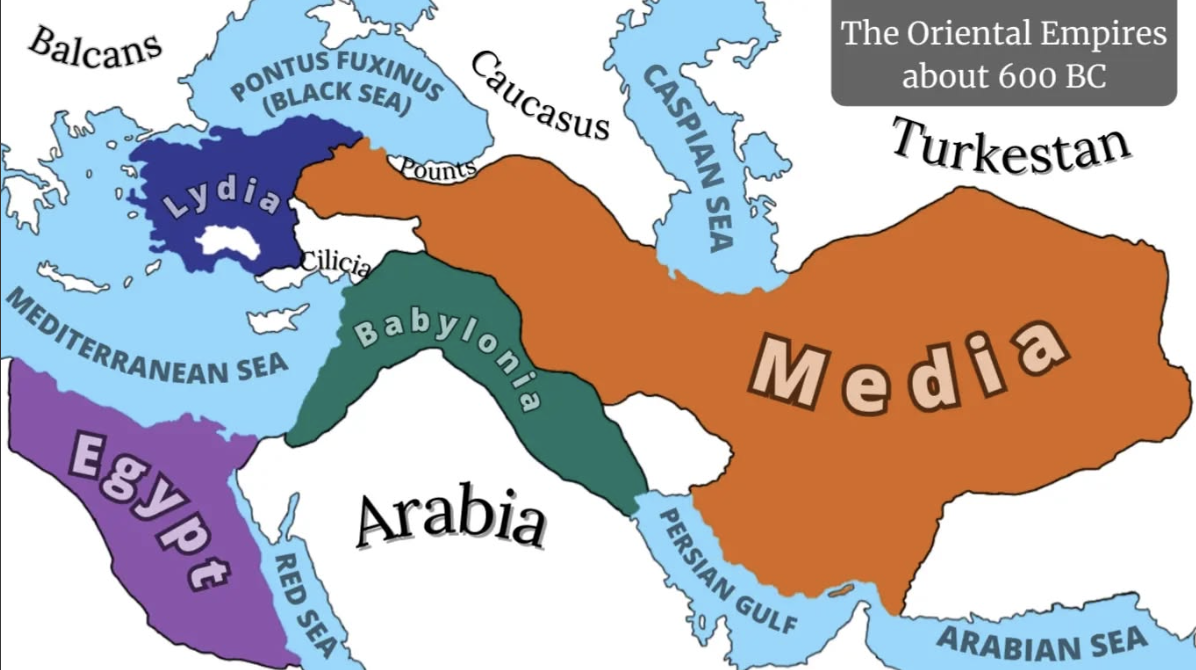 The Oriental Empires
about 600 BC
Balcans
PONTUS FUXINUS
(BLACK SEA)
Caucasus
CASPIAN SEA
Turkestan
Pounts
Lydia
Cilicia
MEDITERRANEAN SEA
Babylonia
Media
Egypt
Arabia
RED SEA
PERSIAN GULF
ARABIAN SEA